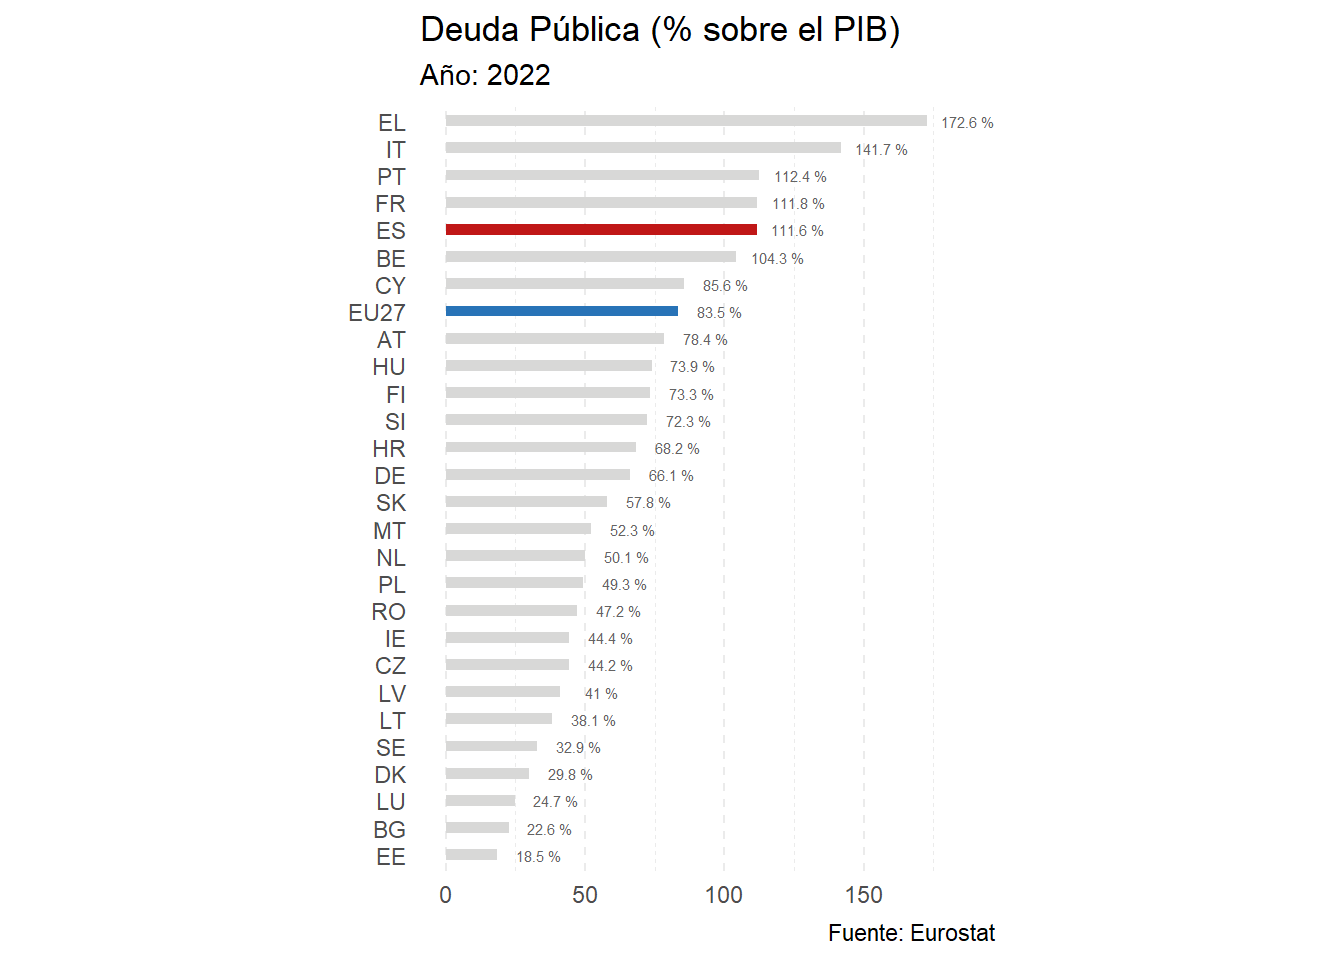 Deuda Pública (% sobre el PIB)
Año: 2022
EL 172.6 %
IT 141.7 %
PT 112.4 %
FR 111.8 %
ES 111.6 %
BE 104.3 %
CY 85.6 %
EU27 83.5 %
AT 78.4 %
HU 73.9 %
FI 73.3 %
SI 72.3 %
HR 68.2 %
DE 66.1 %
SK 57.8 %
MT 52.3 %
NL 50.1 %
PL 49.3 %
RO 47.2 %
IE 44.4 %
CZ 44.2 %
LV 41 %
LT 38.1 %
SE 32.9 %
DK 29.8 %
LU 24.7 %
BG 22.6 %
EE 18.5 %
0 50 100 150
Fuente: Eurostat